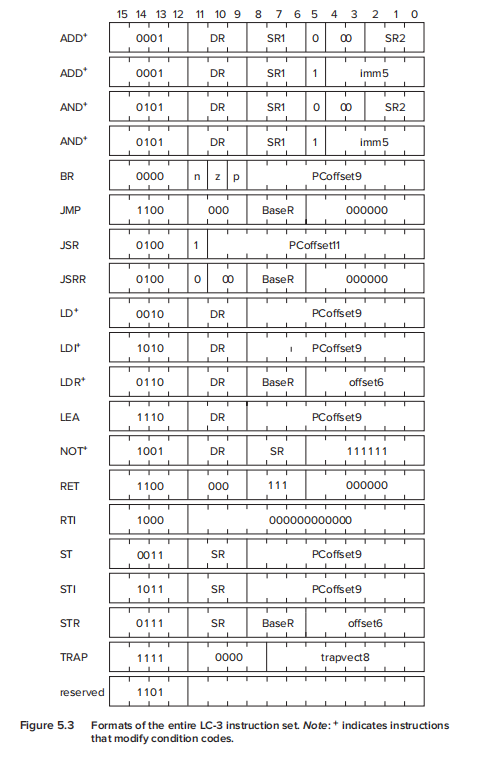 15 14 13 12 11 10 9 8 7 6 5 4 3 2 1 0
ADD+ 0001 DR SR1 0 00 SR2
ADD+ 0001 DR SR1 1 imm5
AND+ 0101 DR SR1 0 00 SR2
AND+ 0101 DR SR1 1 imm5
BR 0000 n z p PCoffset9
JMP 1100 000 BaseR 000000
JSR 0100 1 PCoffset11
JSRR 0100 0 00 BaseR 000000
LD+ 0010 DR PCoffset9
LDI+ 1010 DR PCoffset9
LDR+ 0110 DR BaseR offset6
LEA 1110 DR PCoffset9
NOT+ 1001 DR SR 111111
RET 1100 000 111 000000
RTI 1000 000000000000
ST 0011 SR PCoffset9
STI 1011 SR PCoffset9
STR 0111 SR BaseR offset6
TRAP 1111 0000 trapvect8
reserved 1101
Figure 5.3 Formats of the entire LC-3 instruction set. Note: + indicates instructions
that modify condition codes.